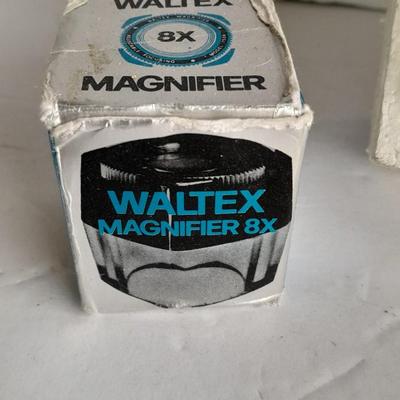 WALTEX
8X
MAGNIFIER
WALTEX
MAGNIFIER 8X